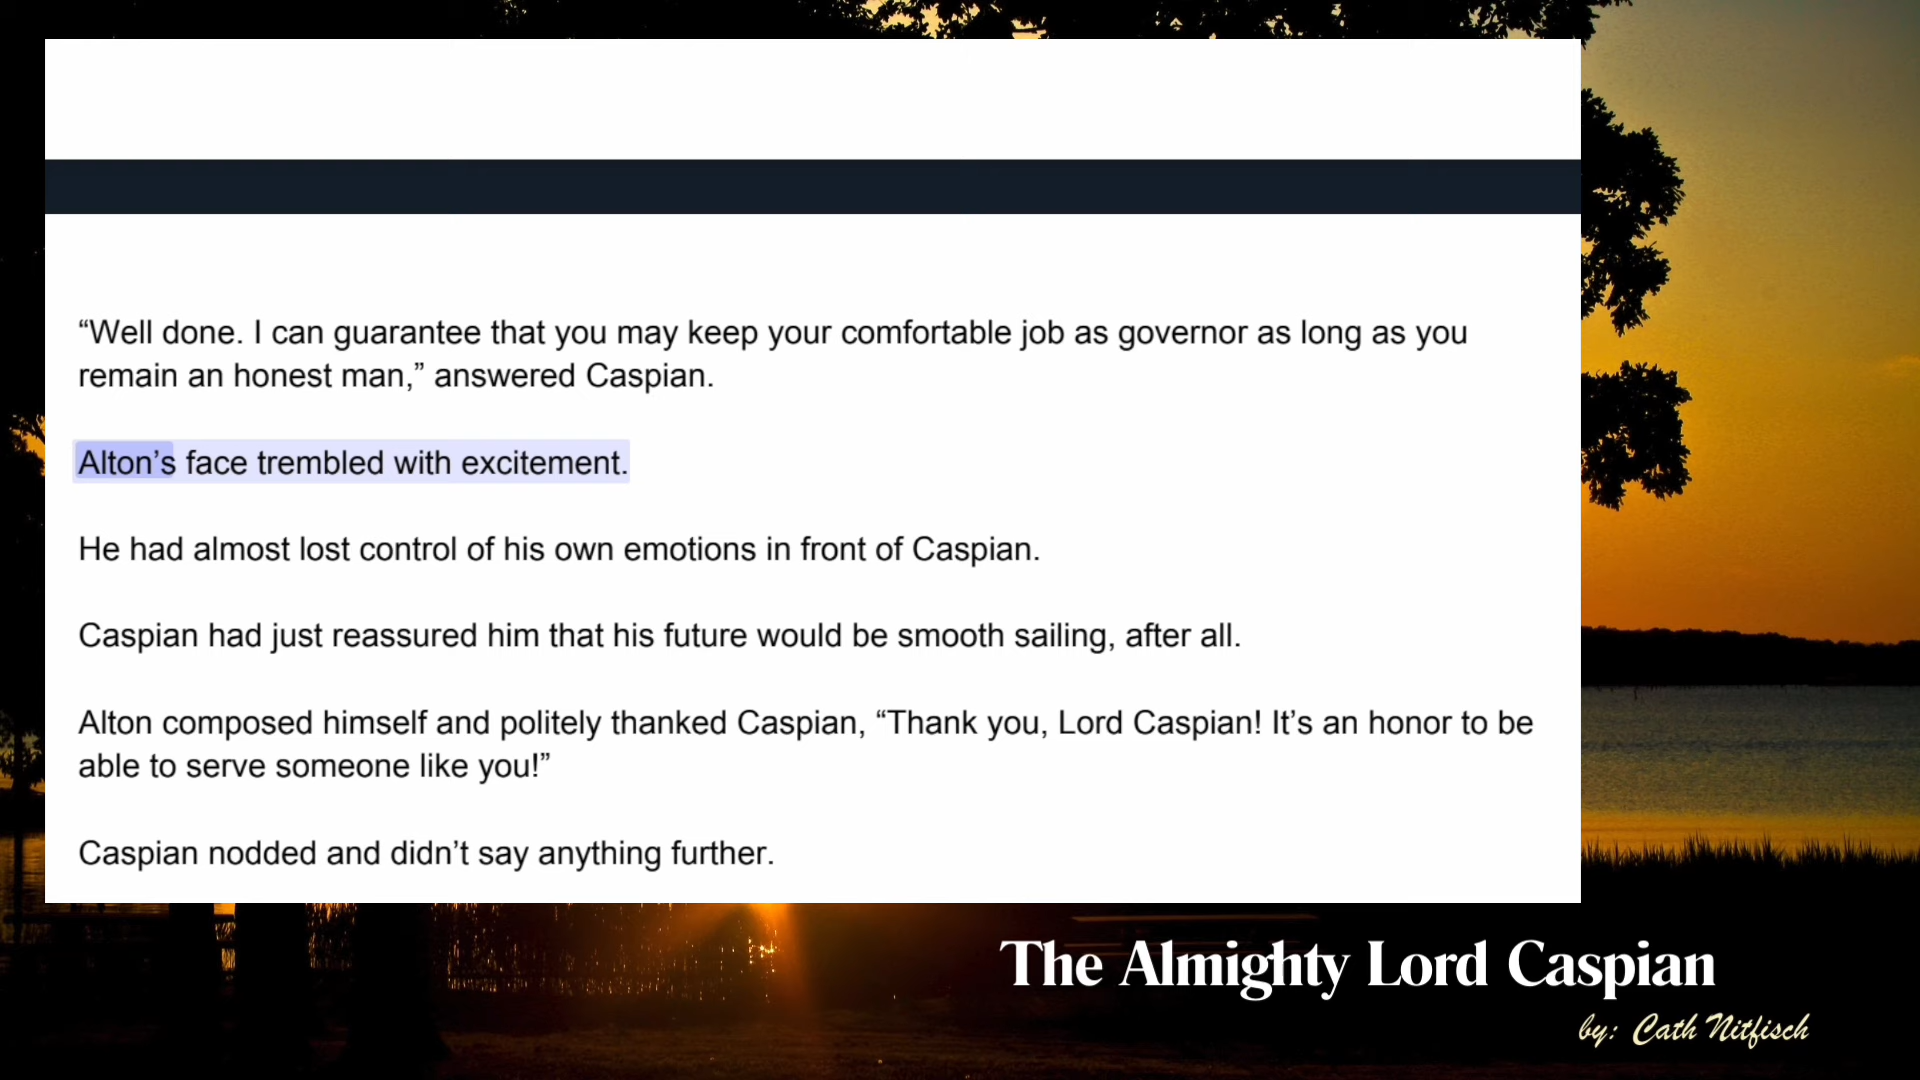 “Well done. I can guarantee that you may keep your comfortable job as governor as long as you
remain an honest man,” answered Caspian.
Alton’s face trembled with excitement.
He had almost lost control of his own emotions in front of Caspian.
Caspian had just reassured him that his future would be smooth sailing, after all.
Alton composed himself and politely thanked Caspian, “Thank you, Lord Caspian! It’s an honor to be
able to serve someone like you!”
Caspian nodded and didn’t say anything further.
The Almighty Lord Caspian
by: Cath Nitfisch